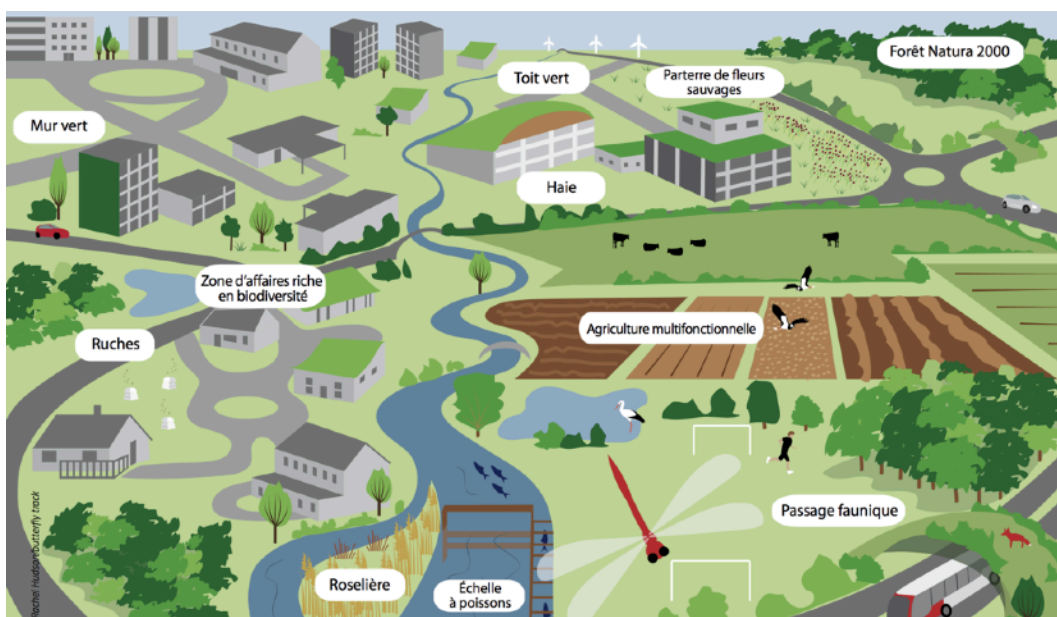 Forêt Natura 2000
Toit vert
Parterre de fleurs
sauvages
Mur vert
Haie
Zone d'affaires riche
en biodiversité
Agriculture multifonctionnelle
Ruches
Passage faunique
Roselière
Échelle
à poissons
Rachel Hudson©butterfly track